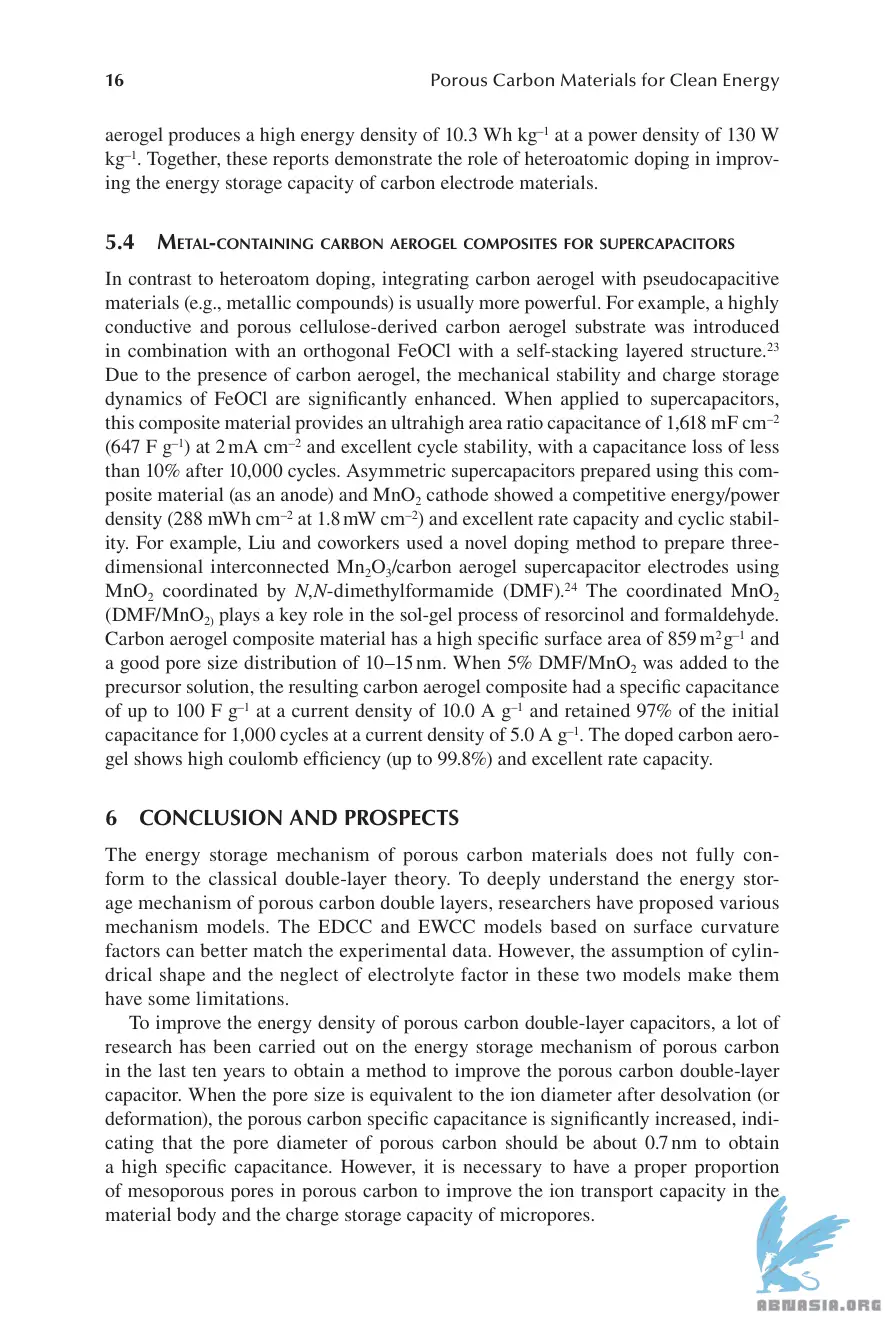 16 Porous Carbon Materials for Clean Energy
aerogel produces a high energy density of 10.3 Wh kg–1 at a power density of 130 W
kg–1. Together, these reports demonstrate the role of heteroatomic doping in improv-
ing the energy storage capacity of carbon electrode materials.
5.4 Metal-containing carbon aerogel composites for supercapacitors
In contrast to heteroatom doping, integrating carbon aerogel with pseudocapacitive
materials (e.g., metallic compounds) is usually more powerful. For example, a highly
conductive and porous cellulose-derived carbon aerogel substrate was introduced
in combination with an orthogonal FeOCl with a self-stacking layered structure.23
Due to the presence of carbon aerogel, the mechanical stability and charge storage
dynamics of FeOCl are significantly enhanced. When applied to supercapacitors,
this composite material provides an ultrahigh area ratio capacitance of 1,618 mF cm–2
(647 F g–1) at 2 mA cm–2 and excellent cycle stability, with a capacitance loss of less
than 10% after 10,000 cycles. Asymmetric supercapacitors prepared using this com-
posite material (as an anode) and MnO2 cathode showed a competitive energy/power
density (288 mWh cm–2 at 1.8 mW cm–2) and excellent rate capacity and cyclic stabil-
ity. For example, Liu and coworkers used a novel doping method to prepare three-
dimensional interconnected Mn2O3/carbon aerogel supercapacitor electrodes using
MnO2 coordinated by N,N-dimethylformamide (DMF).24 The coordinated MnO2
(DMF/MnO2) plays a key role in the sol-gel process of resorcinol and formaldehyde.
Carbon aerogel composite material has a high specific surface area of 859 m2 g–1 and
a good pore size distribution of 10–15 nm. When 5% DMF/MnO2 was added to the
precursor solution, the resulting carbon aerogel composite had a specific capacitance
of up to 100 F g–1 at a current density of 10.0 A g–1 and retained 97% of the initial
capacitance for 1,000 cycles at a current density of 5.0 A g–1. The doped carbon aero-
gel shows high coulomb efficiency (up to 99.8%) and excellent rate capacity.
6 CONCLUSION AND PROSPECTS
The energy storage mechanism of porous carbon materials does not fully con-
form to the classical double-layer theory. To deeply understand the energy stor-
age mechanism of porous carbon double layers, researchers have proposed various
mechanism models. The EDCC and EWCC models based on surface curvature
factors can better match the experimental data. However, the assumption of cylin-
drical shape and the neglect of electrolyte factor in these two models make them
have some limitations.
To improve the energy density of porous carbon double-layer capacitors, a lot of
research has been carried out on the energy storage mechanism of porous carbon
in the last ten years to obtain a method to improve the porous carbon double-layer
capacitor. When the pore size is equivalent to the ion diameter after desolvation (or
deformation), the porous carbon specific capacitance is significantly increased, indi-
cating that the pore diameter of porous carbon should be about 0.7 nm to obtain
a high specific capacitance. However, it is necessary to have a proper proportion
of mesoporous pores in porous carbon to improve the ion transport capacity in the
material body and the charge storage capacity of micropores.
ABNASIA.ORG